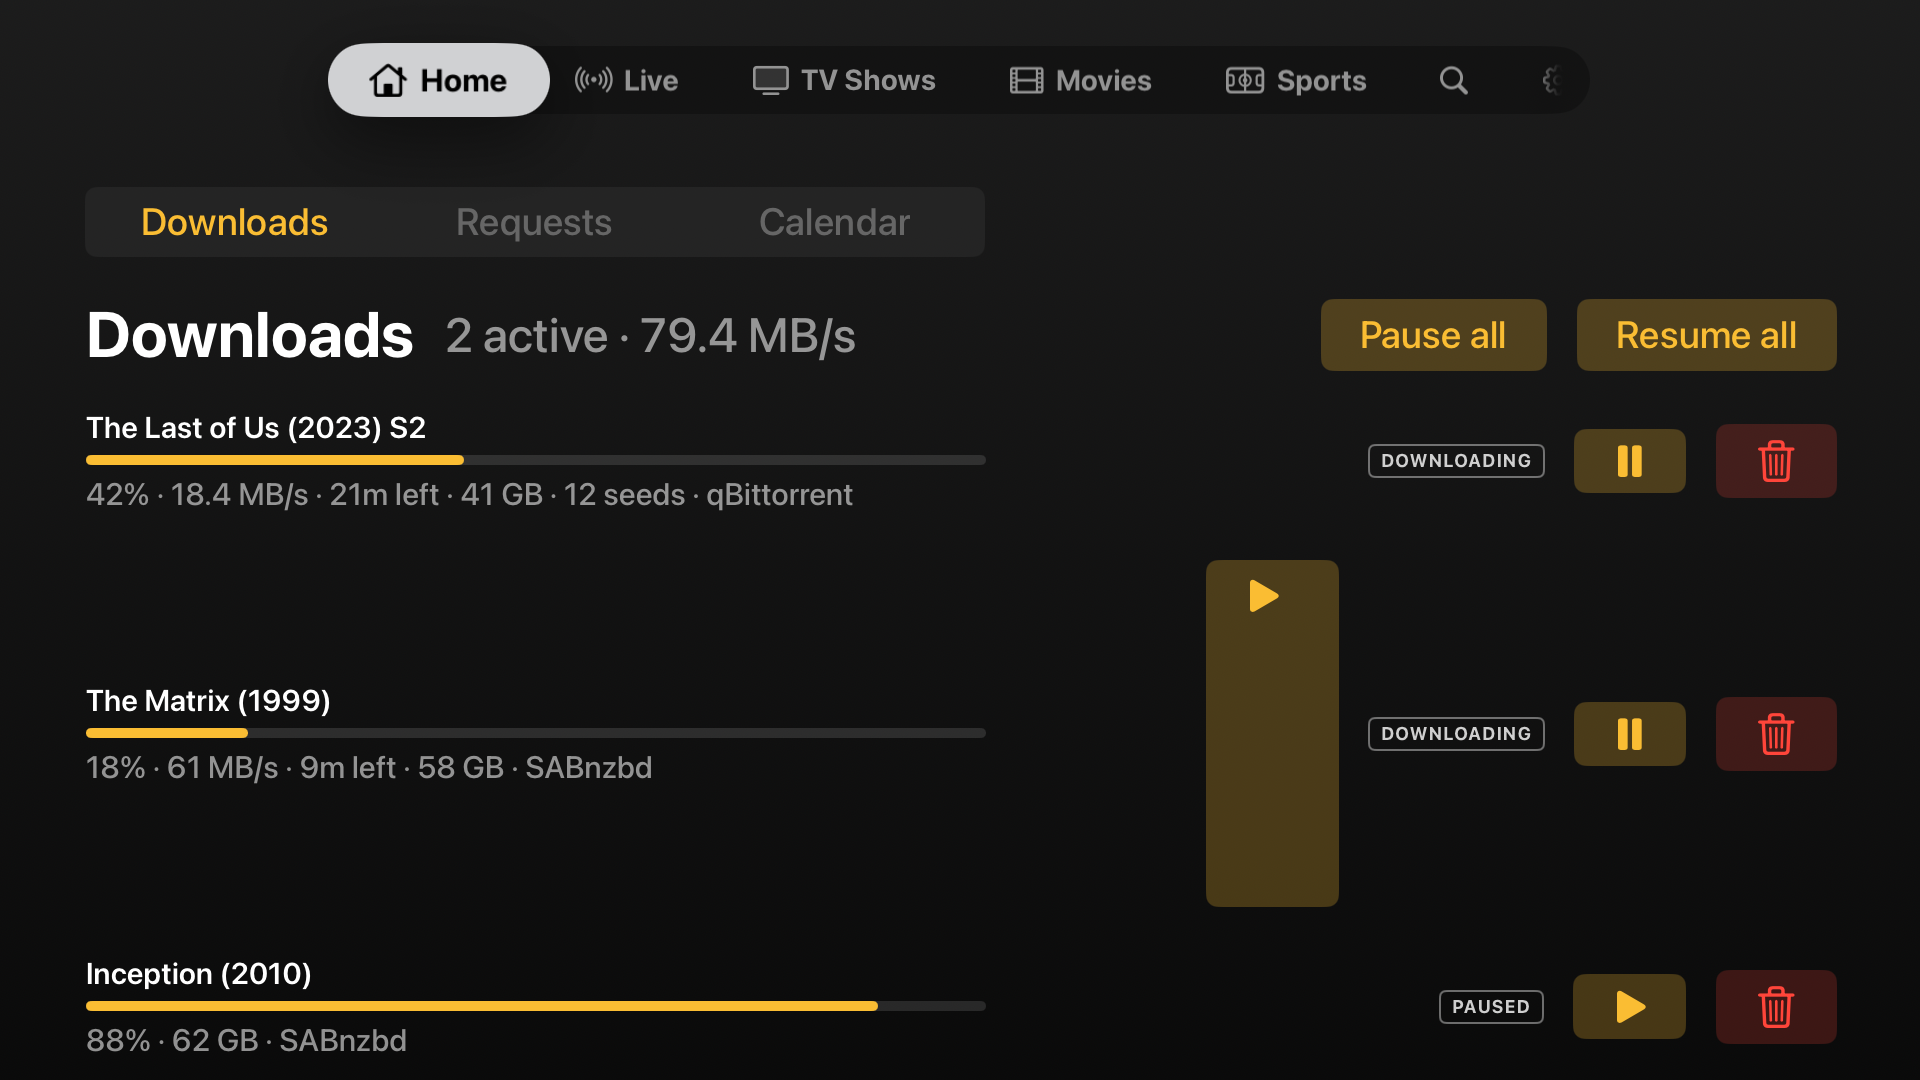 Home Live TV Shows Movies Sports
Downloads Requests Calendar
Downloads 2 active · 79.4 MB/s Pause all Resume all
The Last of Us (2023) S2
DOWNLOADING
42% · 18.4 MB/s · 21m left · 41 GB · 12 seeds · qBittorrent
The Matrix (1999)
DOWNLOADING
18% · 61 MB/s · 9m left · 58 GB · SABnzbd
Inception (2010)
PAUSED
88% · 62 GB · SABnzbd